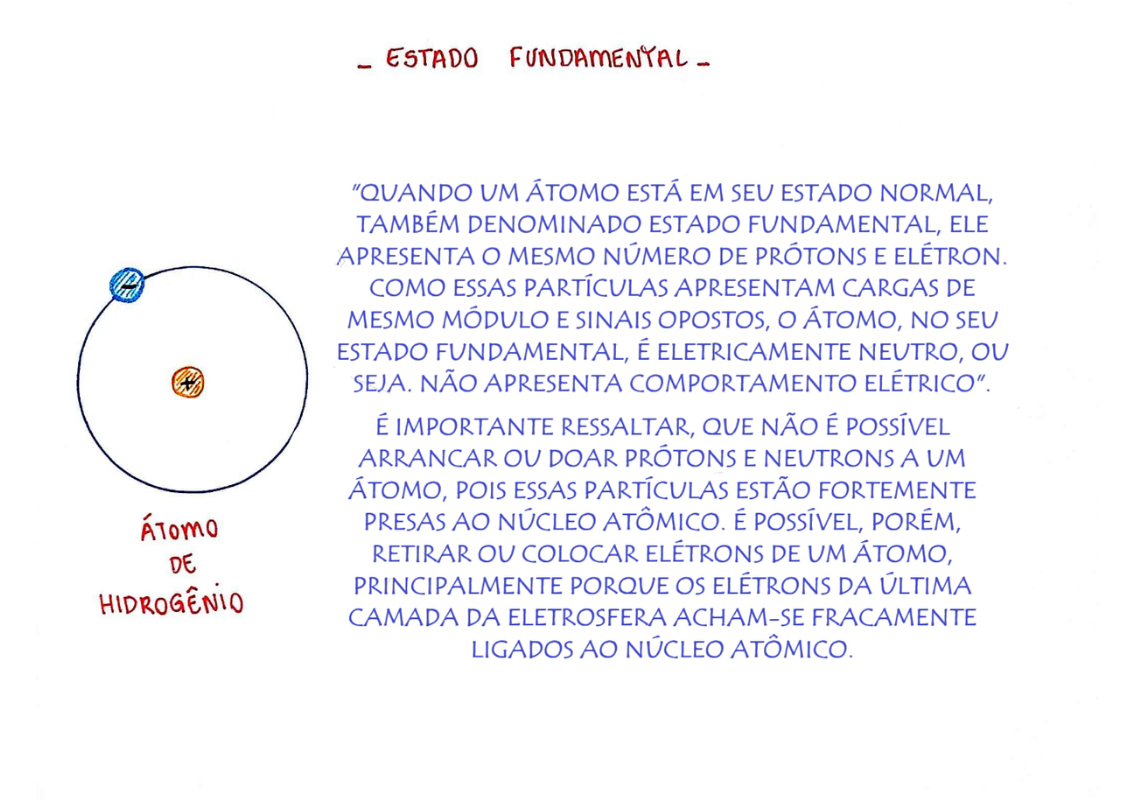 - ESTADO FUNDAMENTAL -
"QUANDO UM ÁTOMO ESTÁ EM SEU ESTADO NORMAL,
TAMBÉM DENOMINADO ESTADO FUNDAMENTAL, ELE
APRESENTA O MESMO NÚMERO DE PRÓTONS E ELÉTRON.
COMO ESSAS PARTÍCULAS APRESENTAM CARGAS DE
MESMO MÓDULO E SINAIS OPOSTOS, O ÁTOMO, NO SEU
ESTADO FUNDAMENTAL, É ELETRICAMENTE NEUTRO, OU
SEJA. NÃO APRESENTA COMPORTAMENTO ELÉTRICO".
É IMPORTANTE RESSALTAR, QUE NÃO É POSSÍVEL
ARRANCAR OU DOAR PRÓTONS E NEUTRONS A UM
ÁTOMO, POIS ESSAS PARTÍCULAS ESTÃO FORTEMENTE
PRESAS AO NÚCLEO ATÔMICO. É POSSÍVEL, PORÉM,
RETIRAR OU COLOCAR ELÉTRONS DE UM ÁTOMO,
PRINCIPALMENTE PORQUE OS ELÉTRONS DA ÚLTIMA
CAMADA DA ELETROSFERA ACHAM-SE FRACAMENTE
LIGADOS AO NÚCLEO ATÔMICO.
-
+
ÁTOMO
DE
HIDROGÊNIO